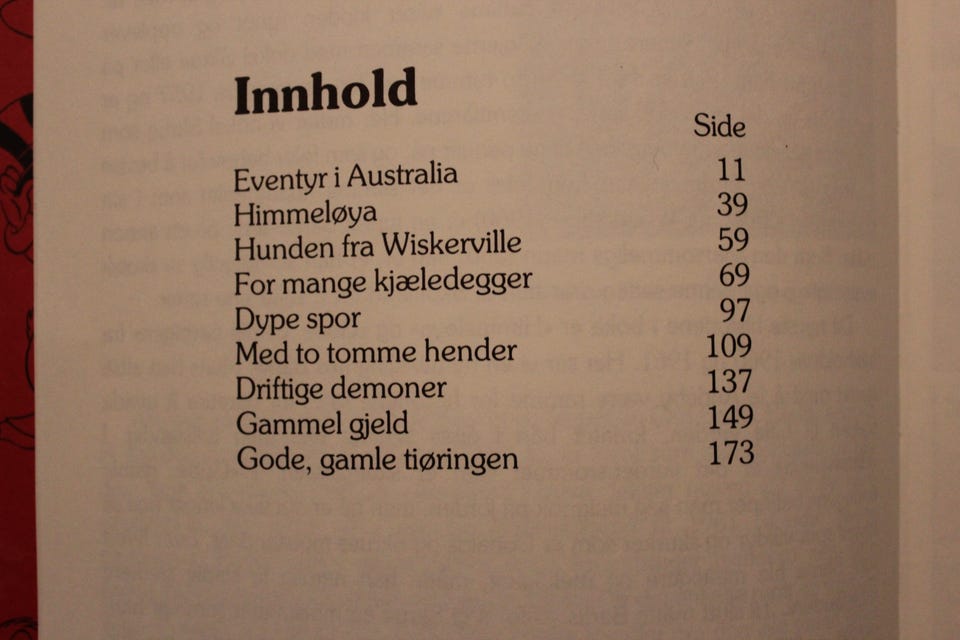 Innhold
Side
Eventyr i Australia 11
Himmeløya 39
Hunden fra Wiskerville 59
For mange kjæledegger 69
Dype spor 97
Med to tomme hender 109
Driftige demoner 137
Gammel gjeld 149
Gode, gamle tiøringen 173